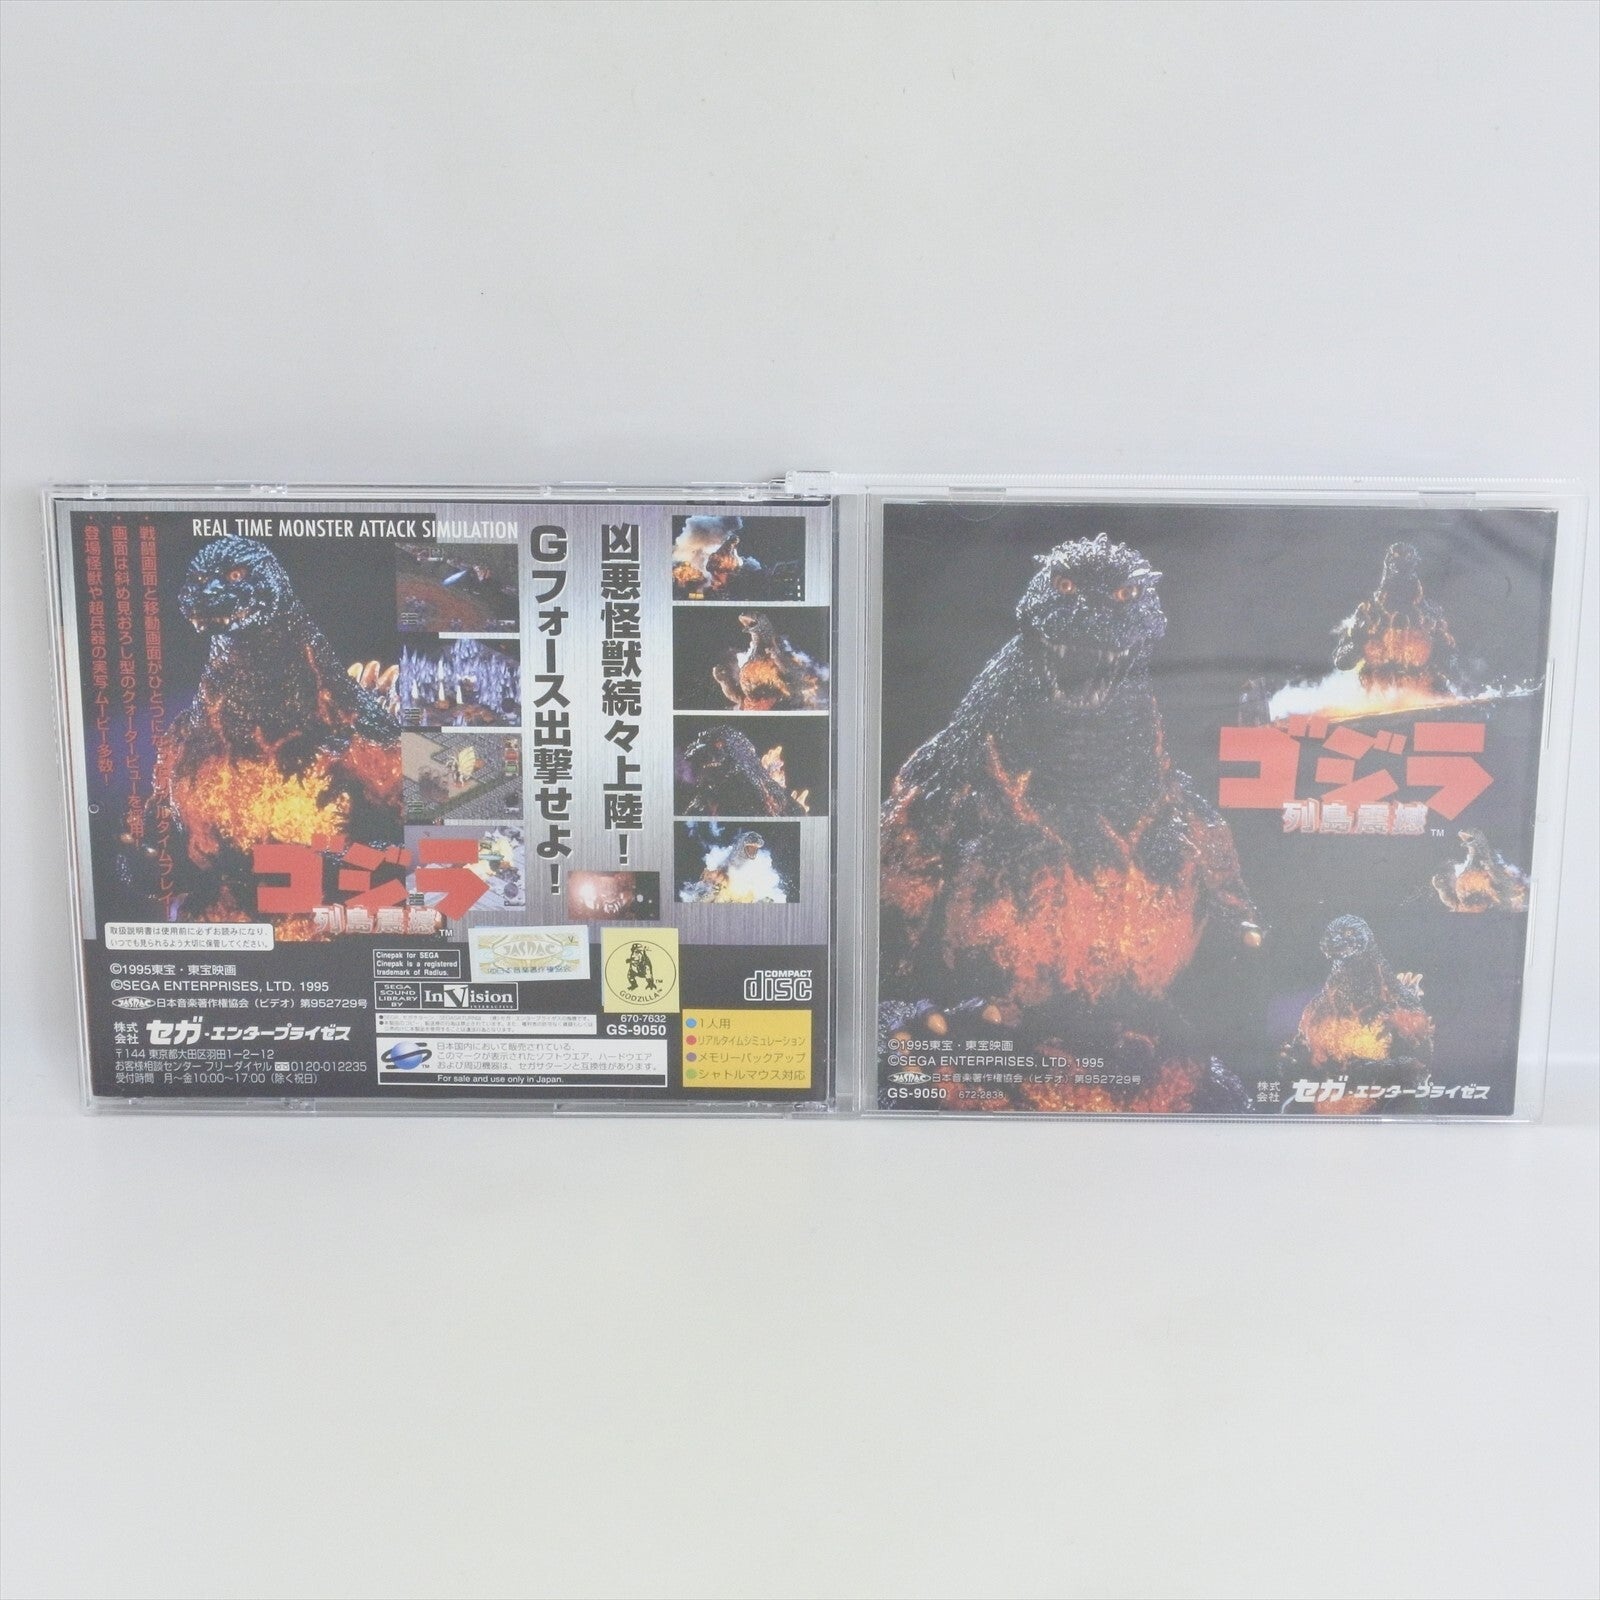 REAL TIME MONSTER ATTACK SIMULATION
凶悪怪獣続々上陸!
Gフォース出撃せよ!
・戦闘画面と移動画面がひとつに
・画面は斜め見おろし型のクォータービューを
・登場怪獣や超兵器の実写ムービー多数!
ゴジラ
列島震撼
TM
取扱説明書は使用前に必ずお読みになり、
いつでも見られるよう大切に保管してください。
©1995東宝・東宝映画
©SEGA ENTERPRISES, LTD. 1995
JASRAC 日本音楽著作権協会(ビデオ)第952729号
株式会社 セガ・エンタープライゼス
〒144 東京都大田区羽田1-2-12
お客様相談センター フリーダイヤル 0120-012235
受付時間 月~金10:00~17:00(除く祝日)
Cinepak for SEGA
Cinepak is a registered
trademark of Radius.
SEGA
SOUND
LIBRARY
BY
InVision
INTERACTIVE
JASRAC
V
GODZILLA™
670-7632
GS-9050
日本国内において販売されている、
このマークが表示されたソフトウエア、ハードウエア
および周辺機器は、セガサターンと互換性があります。
For sale and use only in Japan.
COMPACT
disc
1人用
リアルタイムシミュレーション
メモリーバックアップ
シャトルマウス対応
ゴジラ
列島震撼
TM
©1995東宝・東宝映画
©SEGA ENTERPRISES, LTD. 1995
JASRAC 日本音楽著作権協会(ビデオ)第952729号
GS-9050 672-2838
株式会社 セガ・エンタープライゼス